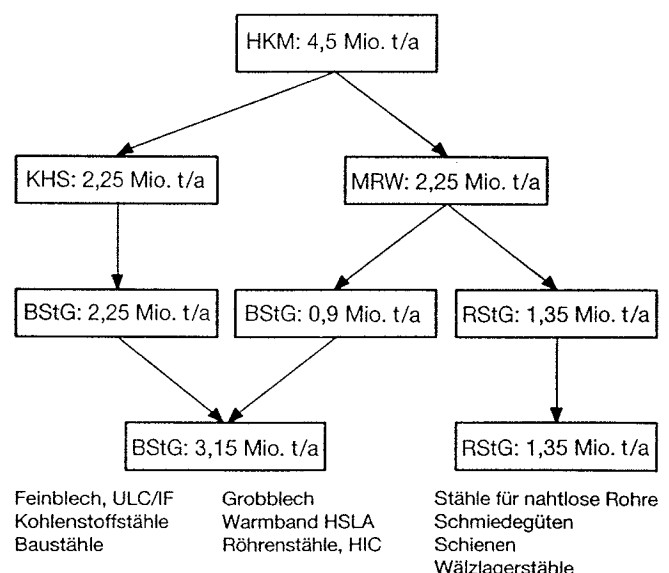 HKM: 4,5 Mio. t/a
KHS: 2,25 Mio. t/a
MRW: 2,25 Mio. t/a
BStG: 2,25 Mio. t/a
BStG: 0,9 Mio. t/a
RStG: 1,35 Mio. t/a
BStG: 3,15 Mio. t/a
RStG: 1,35 Mio. t/a
Feinblech, ULC/IF
Kohlenstoffstähle
Baustähle
Grobblech
Warmband HSLA
Röhrenstähle, HIC
Stähle für nahtlose Rohre
Schmiedegüten
Schienen
Wälzlagerstähle